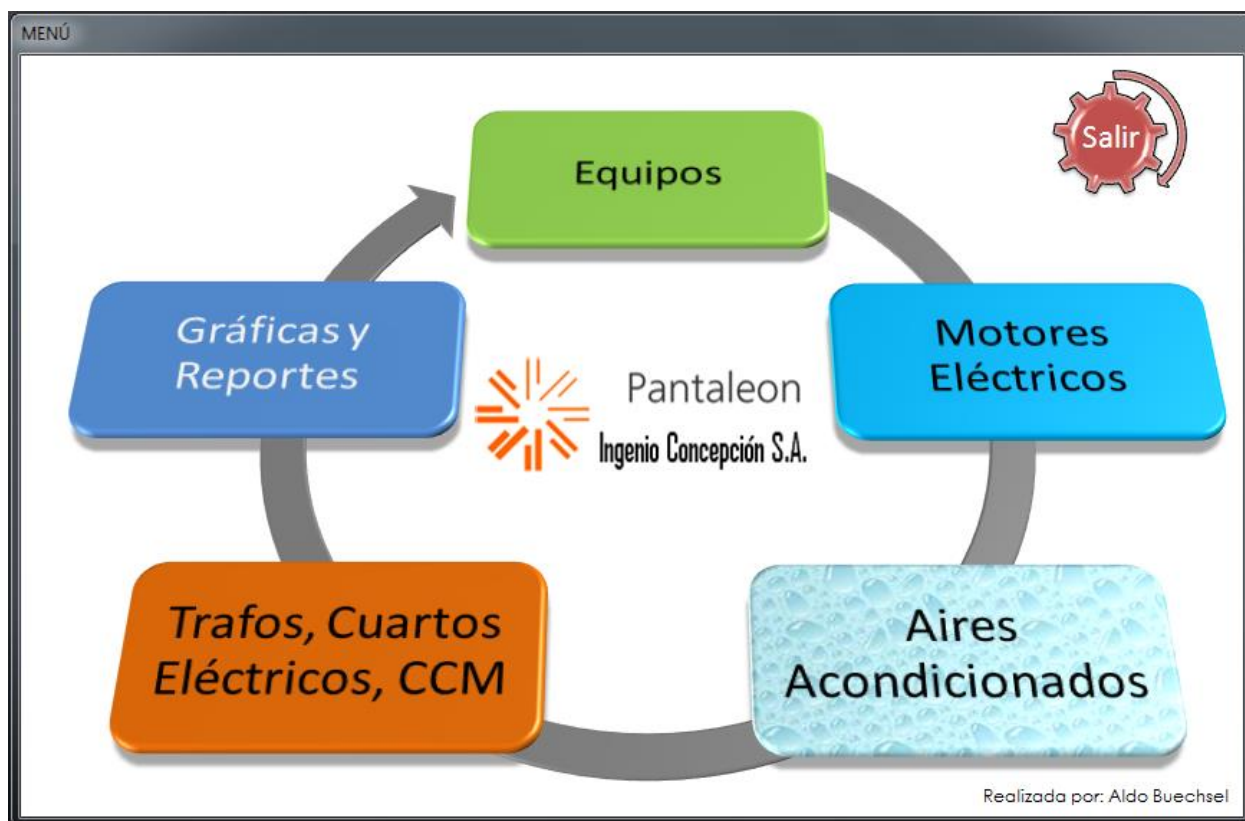 MENÚ
Salir
Equipos
Gráficas y
Reportes
Motores
Eléctricos
Pantaleon
Ingenio Concepción S.A.
Trafos, Cuartos
Eléctricos, CCM
Aires
Acondicionados
Realizada por: Aldo Buechsel